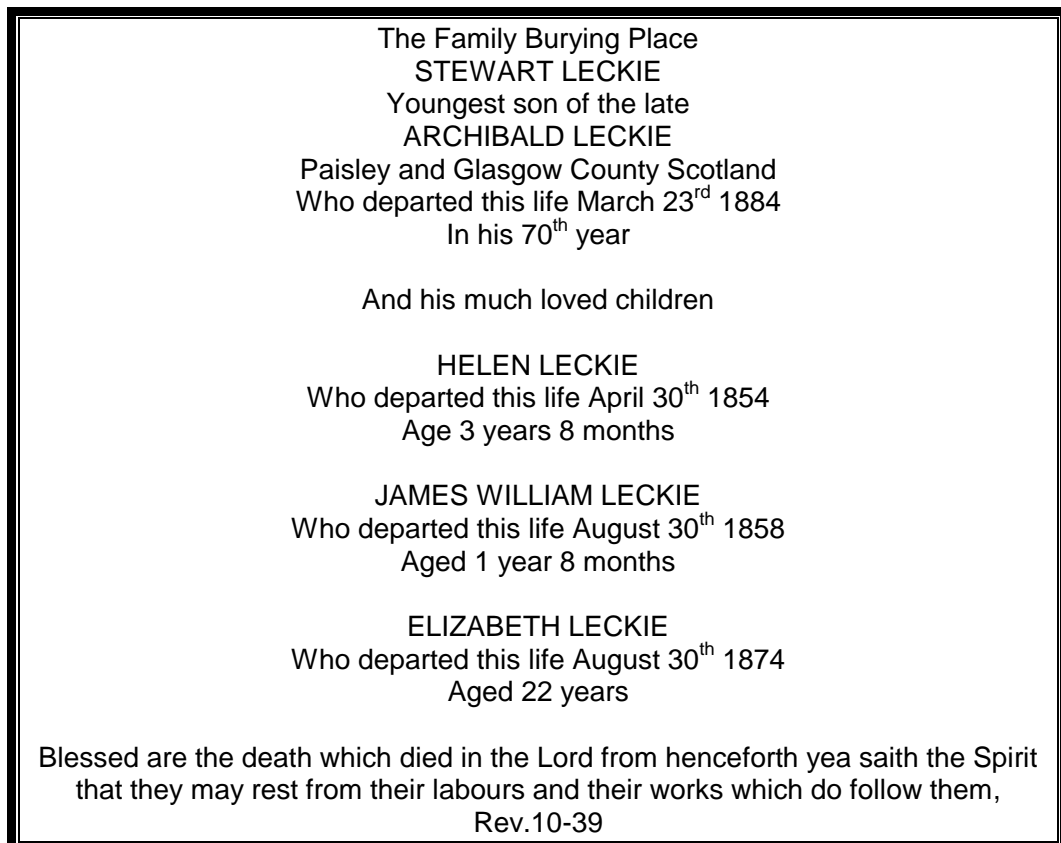 The Family Burying Place
STEWART LECKIE
Youngest son of the late
ARCHIBALD LECKIE
Paisley and Glasgow County Scotland
Who departed this life March 23rd 1884
In his 70th year
And his much loved children
HELEN LECKIE
Who departed this life April 30th 1854
Age 3 years 8 months
JAMES WILLIAM LECKIE
Who departed this life August 30th 1858
Aged 1 year 8 months
ELIZABETH LECKIE
Who departed this life August 30th 1874
Aged 22 years
Blessed are the death which died in the Lord from henceforth yea saith the Spirit
that they may rest from their labours and their works which do follow them,
Rev.10-39